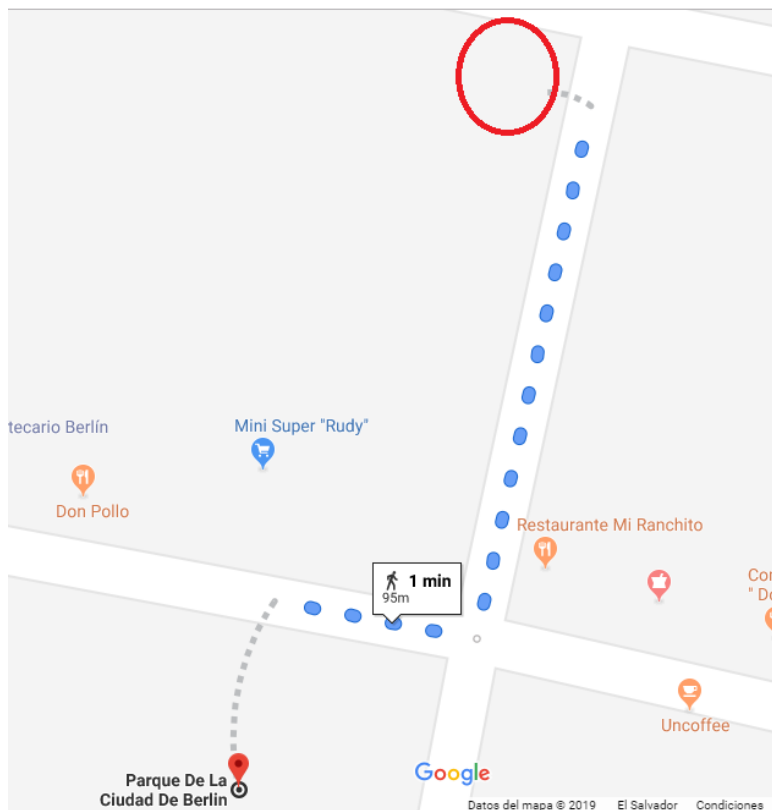 tecario Berlín
Mini Super "Rudy"
Don Pollo
Restaurante Mi Ranchito
1 min
95m
Cor
" Do
Uncoffee
Parque De La
Ciudad De Berlin
Google
Datos del mapa © 2019 El Salvador Condiciones